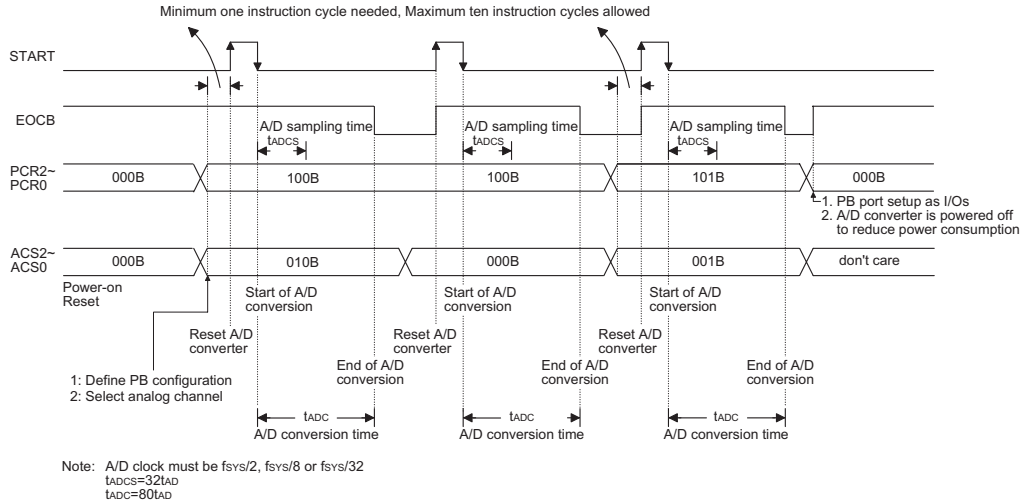 Minimum one instruction cycle needed, Maximum ten instruction cycles allowed
START
EOCB
A/D sampling time
tADCS
A/D sampling time
tADCS
A/D sampling time
tADCS
PCR2~
PCR0
000B
100B
100B
101B
000B
1. PB port setup as I/Os
2. A/D converter is powered off
to reduce power consumption
ACS2~
ACS0
000B
010B
000B
001B
don't care
Power-on
Reset
Start of A/D
conversion
Start of A/D
conversion
Start of A/D
conversion
Reset A/D
converter
Reset A/D
converter
Reset A/D
converter
End of A/D
conversion
End of A/D
conversion
End of A/D
conversion
1: Define PB configuration
2: Select analog channel
tADC
A/D conversion time
tADC
A/D conversion time
tADC
A/D conversion time
Note: A/D clock must be fSYS/2, fSYS/8 or fSYS/32
tADCS=32tAD
tADC=80tAD